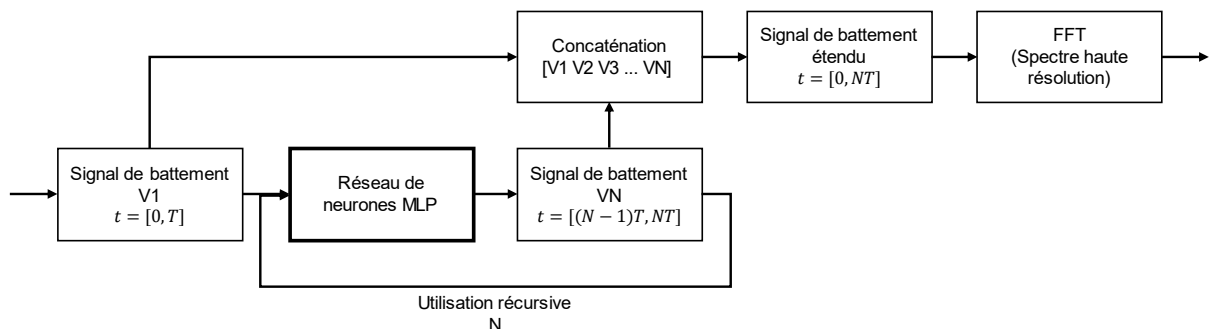 Concaténation
[V1 V2 V3 ... VN]
Signal de battement
étendu
t = [0, NT]
FFT
(Spectre haute
résolution)
Signal de battement
V1
t = [0, T]
Réseau de
neurones MLP
Signal de battement
VN
t = [(N − 1)T, NT]
Utilisation récursive
N